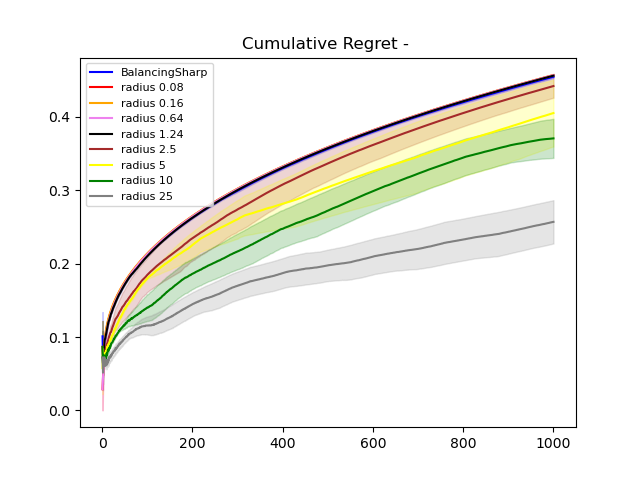 Cumulative Regret -
BalancingSharp
radius 0.08
radius 0.16
radius 0.64
radius 1.24
radius 2.5
radius 5
radius 10
radius 25
0.4
0.3
0.2
0.1
0.0
0 200 400 600 800 1000